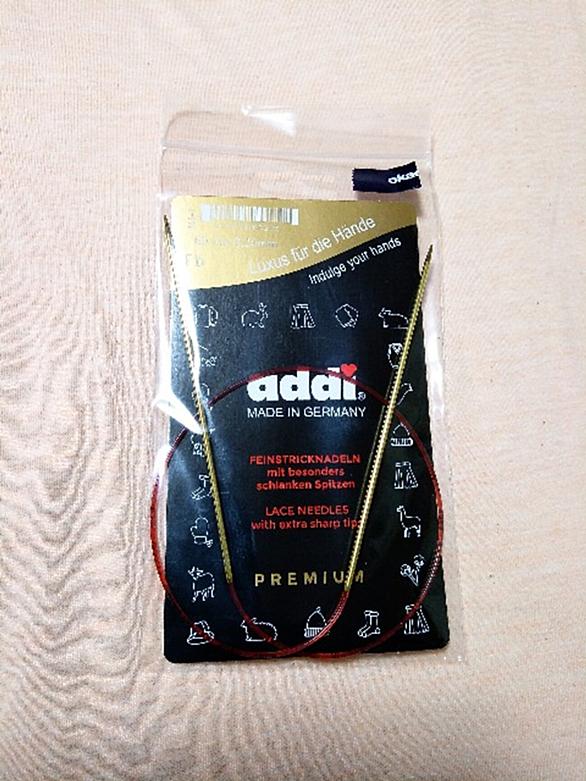 oka
Luxus für die Hände
Indulge your hands
addi®
MADE IN GERMANY
FEINSTRICKNADELN
mit besonders
schlanken Spitzen
LACE NEEDLES
with extra sharp tips
PREMIUM